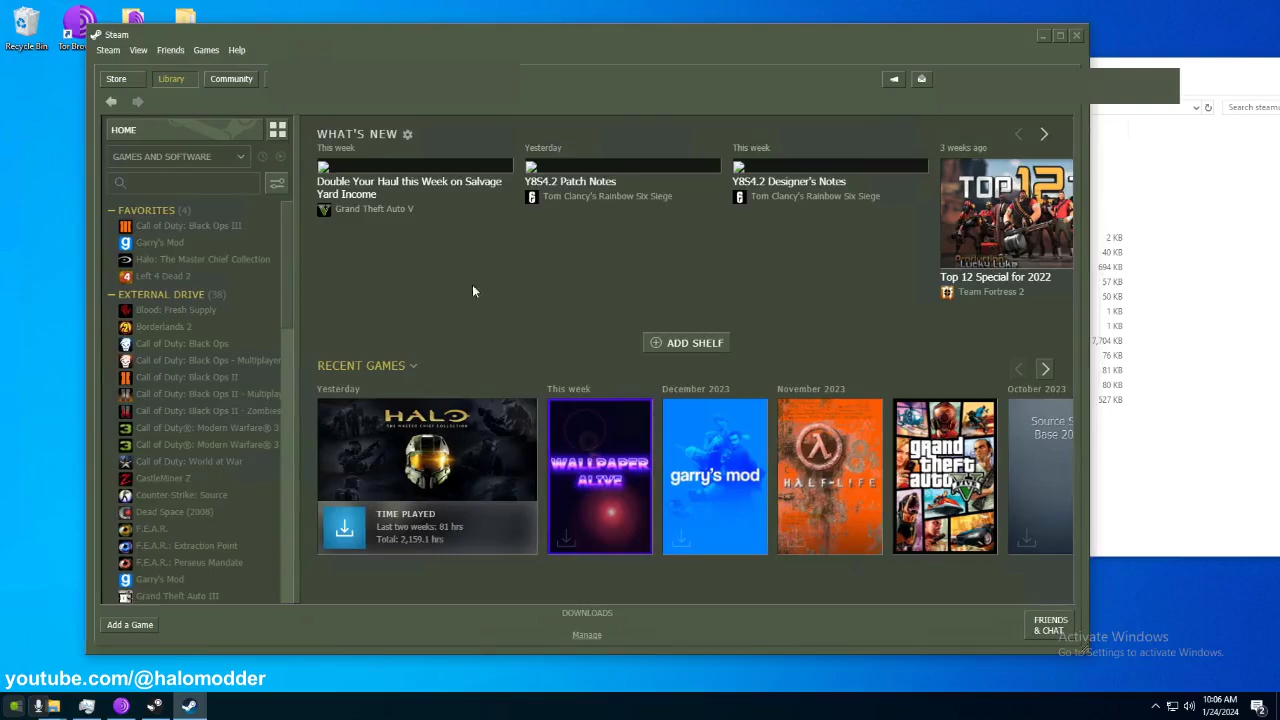 Recycle Bin
Tor Brow
Steam
Steam View Friends Games Help
Store Library Community
Search steamu
HOME
GAMES AND SOFTWARE
FAVORITES (4)
Call of Duty: Black Ops III
Garry's Mod
Halo: The Master Chief Collection
Left 4 Dead 2
EXTERNAL DRIVE (38)
Blood: Fresh Supply
Borderlands 2
Call of Duty: Black Ops
Call of Duty: Black Ops - Multiplayer
Call of Duty: Black Ops II
Call of Duty: Black Ops II - Multiplay
Call of Duty: Black Ops II - Zombies
Call of Duty®: Modern Warfare® 3
Call of Duty®: Modern Warfare® 3
Call of Duty: World at War
CastleMiner Z
Counter-Strike: Source
Dead Space (2008)
F.E.A.R.
F.E.A.R.: Extraction Point
F.E.A.R.: Perseus Mandate
Garry's Mod
Grand Theft Auto III
WHAT'S NEW
This week
Double Your Haul this Week on Salvage
Yard Income
Grand Theft Auto V
Yesterday
Y8S4.2 Patch Notes
Tom Clancy's Rainbow Six Siege
This week
Y8S4.2 Designer's Notes
Tom Clancy's Rainbow Six Siege
3 weeks ago
TOP 12
Production
Lucky Luke
Top 12 Special for 2022
Team Fortress 2
ADD SHELF
RECENT GAMES
Yesterday
HALO
THE MASTER CHIEF COLLECTION
TIME PLAYED
Last two weeks: 81 hrs
Total: 2,159.1 hrs
This week
WALLPAPER
ALIVE
December 2023
garry's mod
November 2023
HALF-LIFE
grand
theft
auto
V
October 2023
Source S
Base 20
2 KB
40 KB
694 KB
57 KB
50 KB
1 KB
1 KB
7,704 KB
76 KB
81 KB
80 KB
527 KB
Add a Game
DOWNLOADS
Manage
FRIENDS
& CHAT
Activate Windows
Go to Settings to activate Windows.
youtube.com/@halomodder
10:06 AM
1/24/2024
2